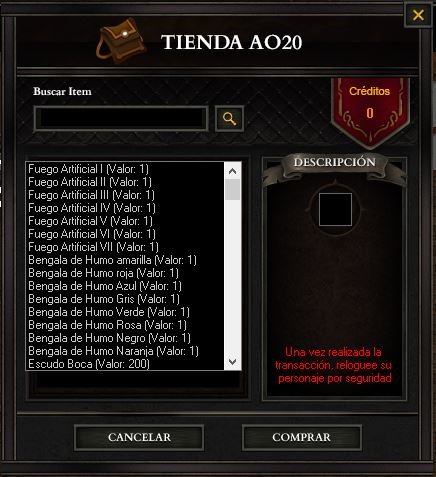 TIENDA AO20
Buscar Item
Créditos
0
Fuego Artificial I (Valor: 1)
Fuego Artificial II (Valor: 1)
Fuego Artificial III (Valor: 1)
Fuego Artificial IV (Valor: 1)
Fuego Artificial V (Valor: 1)
Fuego Artificial VI (Valor: 1)
Fuego Artificial VII (Valor: 1)
Bengala de Humo amarilla (Valor: 1)
Bengala de Humo roja (Valor: 1)
Bengala de Humo Azul (Valor: 1)
Bengala de Humo Gris (Valor: 1)
Bengala de Humo Verde (Valor: 1)
Bengala de Humo Rosa (Valor: 1)
Bengala de Humo Negro (Valor: 1)
Bengala de Humo Naranja (Valor: 1)
Escudo Boca (Valor: 200)
DESCRIPCIÓN
Una vez realizada la
transacción, reloguee su
personaje por seguridad
CANCELAR
COMPRAR